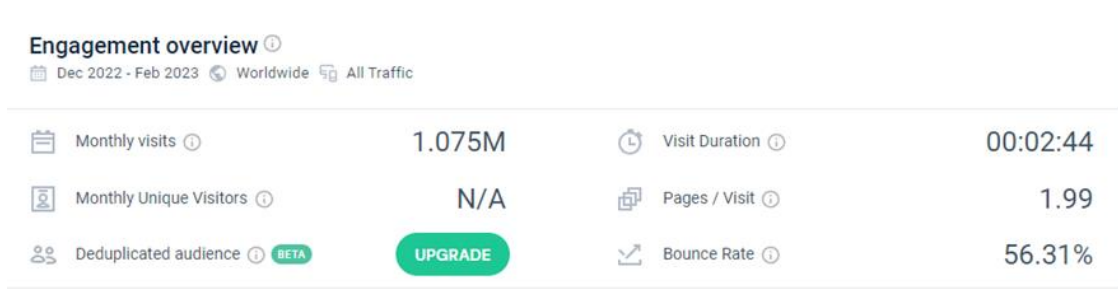 Engagement overview
Dec 2022 - Feb 2023 Worldwide All Traffic
Monthly visits 1.075M Visit Duration 00:02:44
Monthly Unique Visitors N/A Pages / Visit 1.99
Deduplicated audience BETA UPGRADE Bounce Rate 56.31%